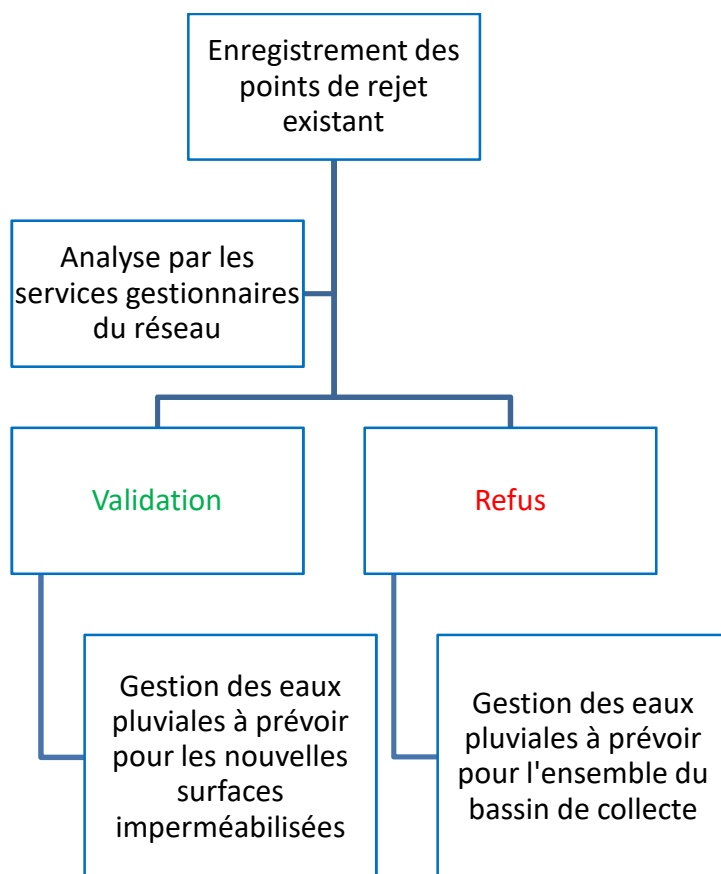 Enregistrement des
points de rejet
existant
Analyse par les
services gestionnaires
du réseau
Validation
Refus
Gestion des eaux
pluviales à prévoir
pour les nouvelles
surfaces
imperméabilisées
Gestion des eaux
pluviales à prévoir
pour l'ensemble du
bassin de collecte